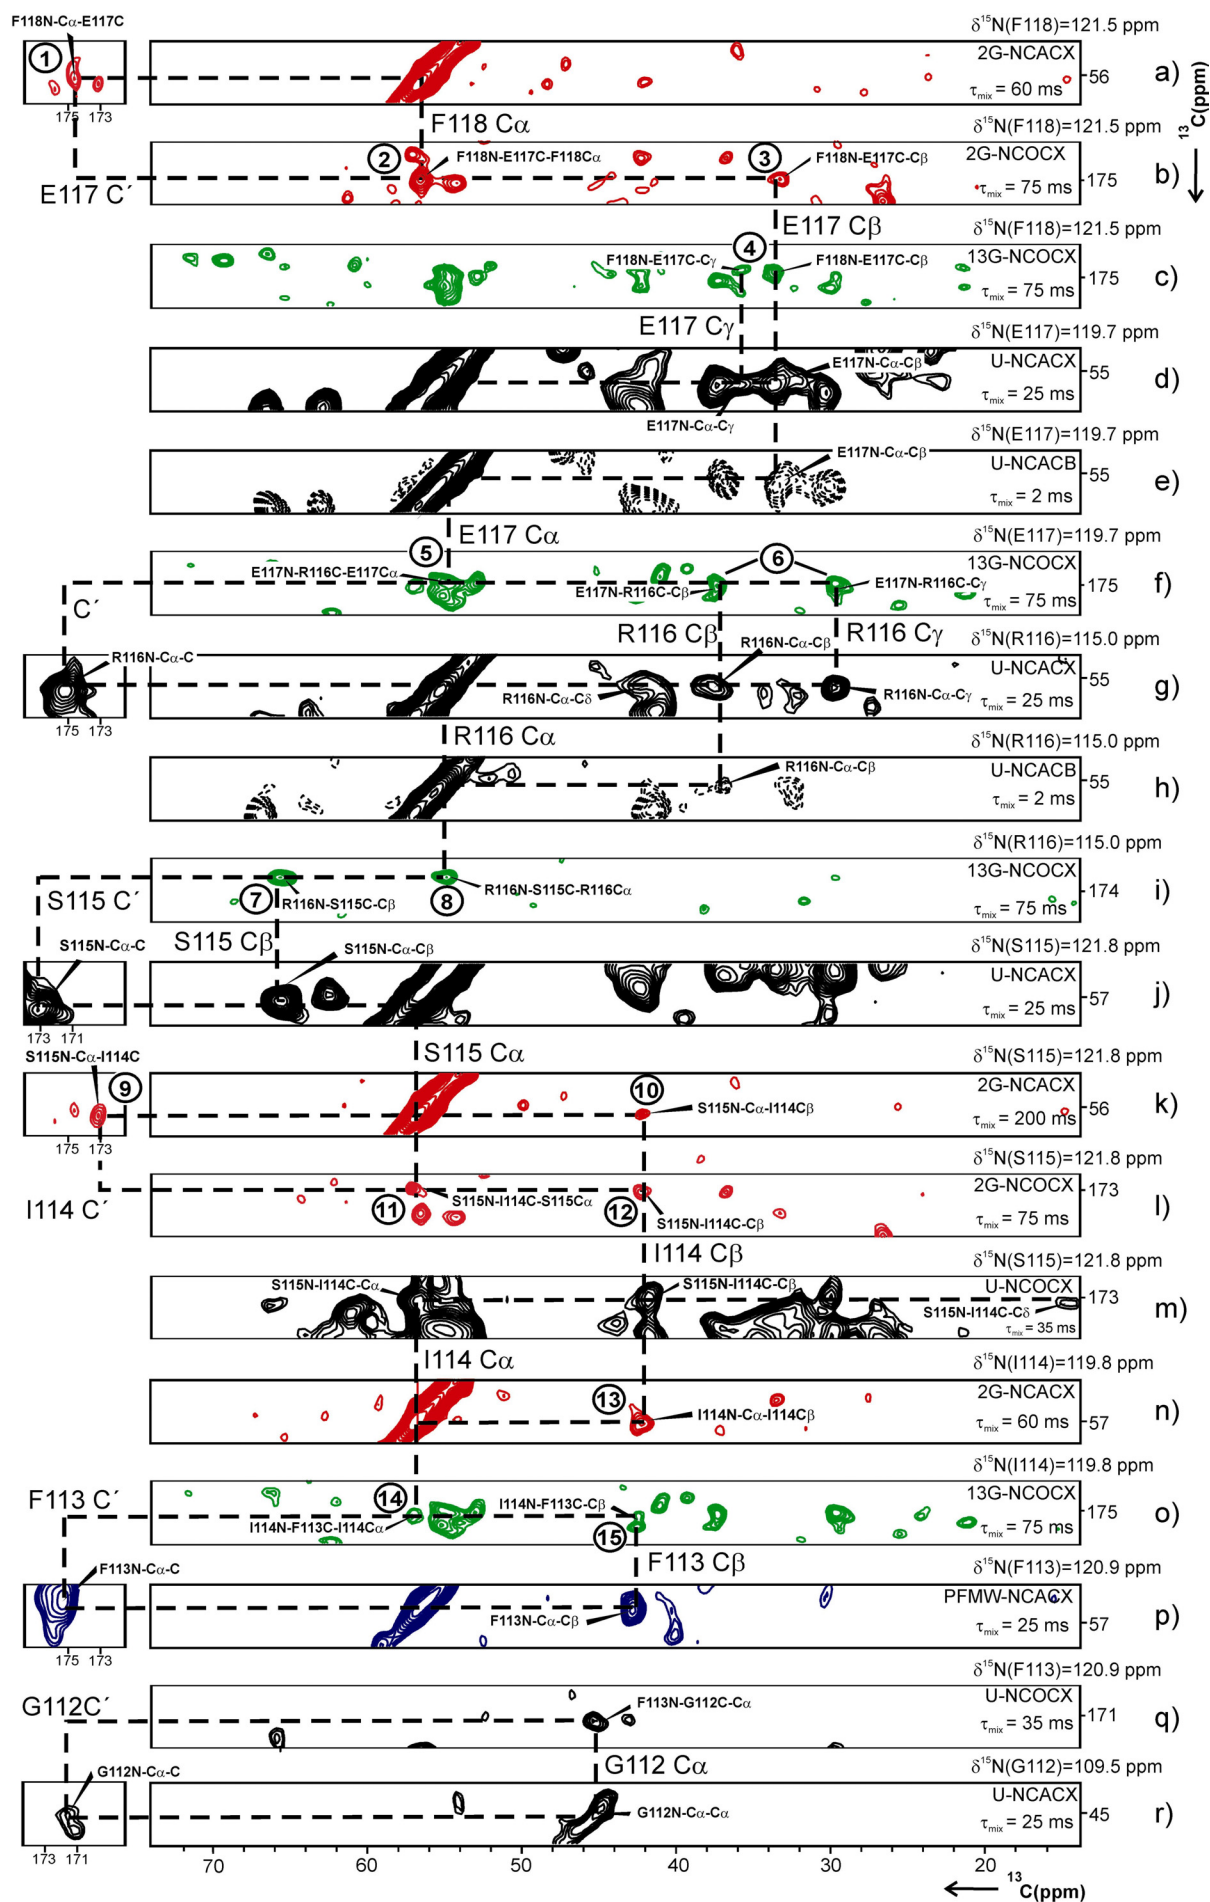 F118N-Cα-E117C
δ¹⁵N(F118)=121.5 ppm
1
2G-NCACX
τmix = 60 ms
56
a)
175 173
¹³C(ppm)
F118 Cα
δ¹⁵N(F118)=121.5 ppm
2
F118N-E117C-F118Cα
3
F118N-E117C-Cβ
2G-NCOCX
τmix = 75 ms
175
b)
E117 C´
E117 Cβ
δ¹⁵N(F118)=121.5 ppm
4
F118N-E117C-Cγ
F118N-E117C-Cβ
13G-NCOCX
τmix = 75 ms
175
c)
E117 Cγ
δ¹⁵N(E117)=119.7 ppm
E117N-Cα-Cβ
U-NCACX
55
τmix = 25 ms
d)
E117N-Cα-Cγ
δ¹⁵N(E117)=119.7 ppm
E117N-Cα-Cβ
U-NCACB
55
τmix = 2 ms
e)
E117 Cα
δ¹⁵N(E117)=119.7 ppm
5
6
E117N-R116C-E117Cα
E117N-R116C-Cβ
E117N-R116C-Cγ
13G-NCOCX
175
τmix = 75 ms
f)
C´
R116 Cβ
R116 Cγ
δ¹⁵N(R116)=115.0 ppm
R116N-Cα-C
R116N-Cα-Cβ
U-NCACX
55
R116N-Cα-Cδ
R116N-Cα-Cγ
τmix = 25 ms
g)
175 173
R116 Cα
δ¹⁵N(R116)=115.0 ppm
R116N-Cα-Cβ
U-NCACB
55
τmix = 2 ms
h)
δ¹⁵N(R116)=115.0 ppm
7
R116N-S115C-Cβ
8
R116N-S115C-R116Cα
13G-NCOCX
174
τmix = 75 ms
i)
S115 C´
S115 Cβ
δ¹⁵N(S115)=121.8 ppm
S115N-Cα-C
S115N-Cα-Cβ
U-NCACX
57
τmix = 25 ms
j)
173 171
S115 Cα
δ¹⁵N(S115)=121.8 ppm
S115N-Cα-I114C
9
10
S115N-Cα-I114Cβ
2G-NCACX
56
τmix = 200 ms
k)
175 173
δ¹⁵N(S115)=121.8 ppm
11
S115N-I114C-S115Cα
12
S115N-I114C-Cβ
2G-NCOCX
173
τmix = 75 ms
l)
I114 C´
I114 Cβ
δ¹⁵N(S115)=121.8 ppm
S115N-I114C-Cα
S115N-I114C-Cβ
U-NCOCX
173
S115N-I114C-Cδ
τmix = 35 ms
m)
I114 Cα
δ¹⁵N(I114)=119.8 ppm
13
I114N-Cα-I114Cβ
2G-NCACX
57
τmix = 60 ms
n)
δ¹⁵N(I114)=119.8 ppm
F113 C´
14
I114N-F113C-Cβ
I114N-F113C-I114Cα
15
13G-NCOCX
175
τmix = 75 ms
o)
F113 Cβ
δ¹⁵N(F113)=120.9 ppm
F113N-Cα-C
F113N-Cα-Cβ
PFMW-NCACX
57
τmix = 25 ms
p)
175 173
δ¹⁵N(F113)=120.9 ppm
G112C´
F113N-G112C-Cα
U-NCOCX
171
τmix = 35 ms
q)
G112 Cα
δ¹⁵N(G112)=109.5 ppm
G112N-Cα-C
G112N-Cα-Cα
U-NCACX
45
τmix = 25 ms
r)
173 171
70 60 50 40 30 20
¹³C(ppm)